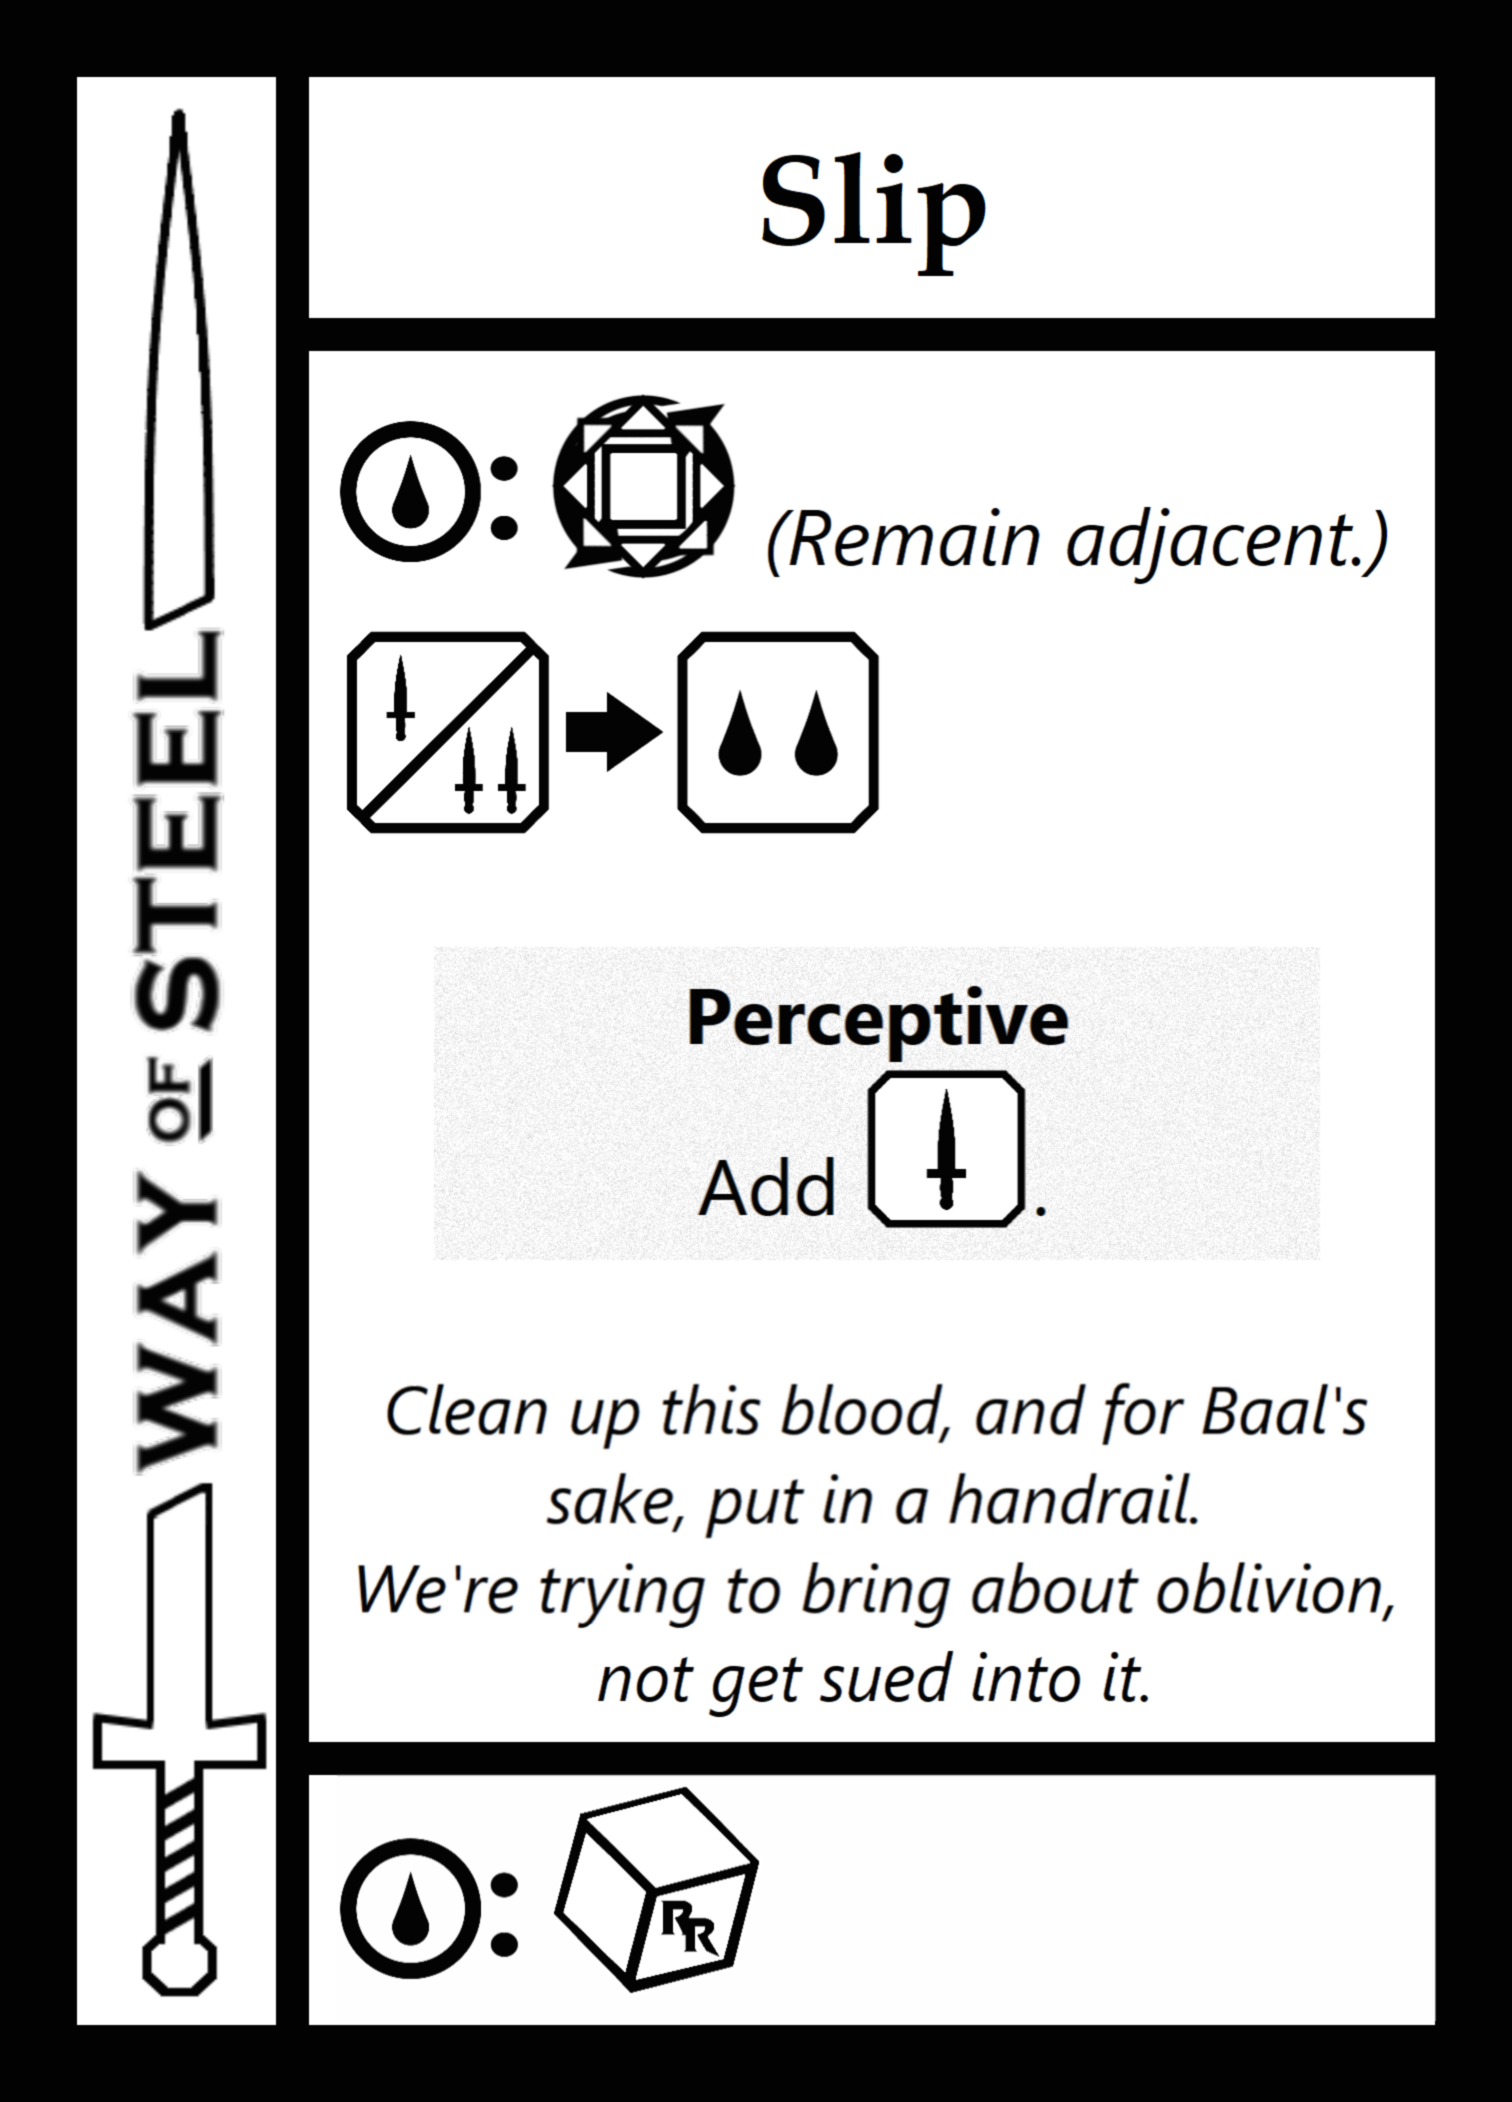 WAY OF STEEL
Slip
: (Remain adjacent.)
Perceptive
Add .
Clean up this blood, and for Baal's
sake, put in a handrail.
We're trying to bring about oblivion,
not get sued into it.
: RR